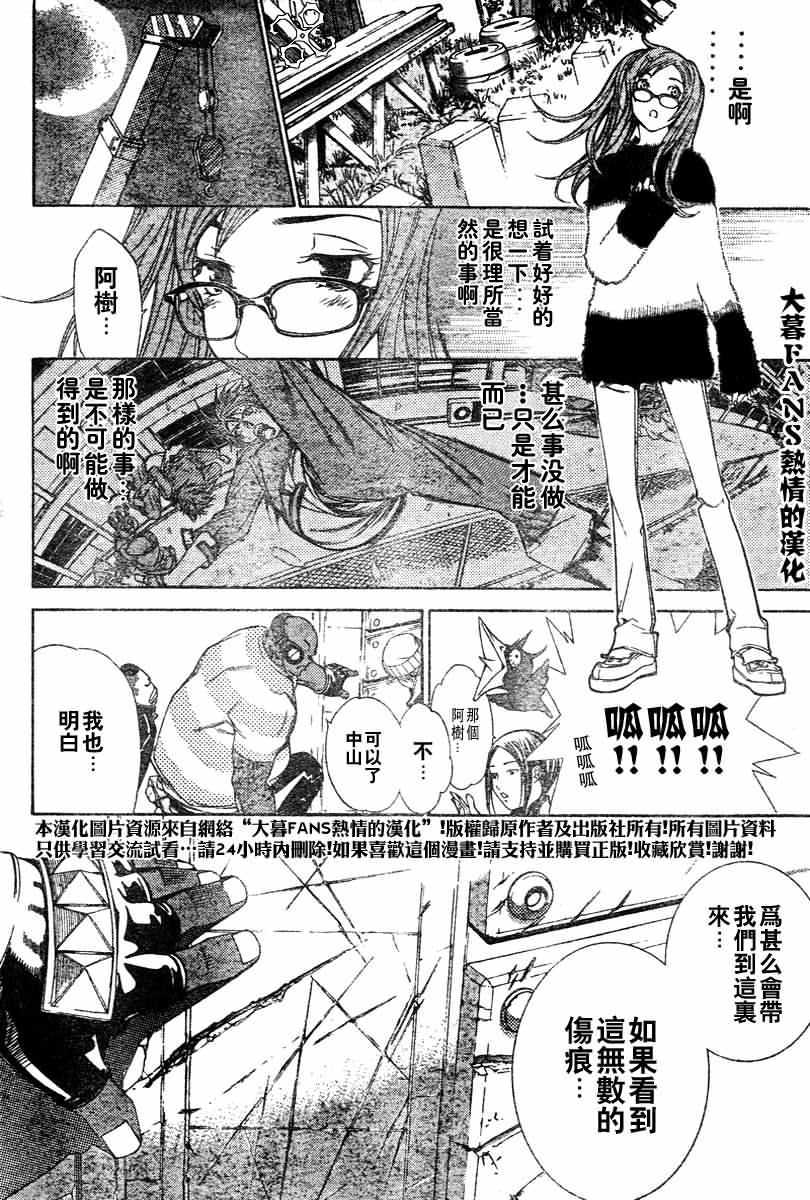 ……
是啊
……
試着好好的
想一下…
是很理所當
然的事啊
阿樹…
甚么事没做
…只是才能
而已
那樣的事…
是不可能做
得到的啊
大暮FANS熱情的漢化
呱呱呱
!! !! !!
呱
呱
呱
那個
阿樹…
不…
可以了
中山
我也…
明白
本漢化圖片資源來自網絡“大暮FANS熱情的漢化”!版權歸原作者及出版社所有!所有圖片資料
只供學習交流試看…請24小時內刪除!如果喜歡這個漫畫!請支持並購買正版!收藏欣賞!謝謝!
爲甚么會帶
我們到這裏
來…
如果看到
這無數的
傷痕…